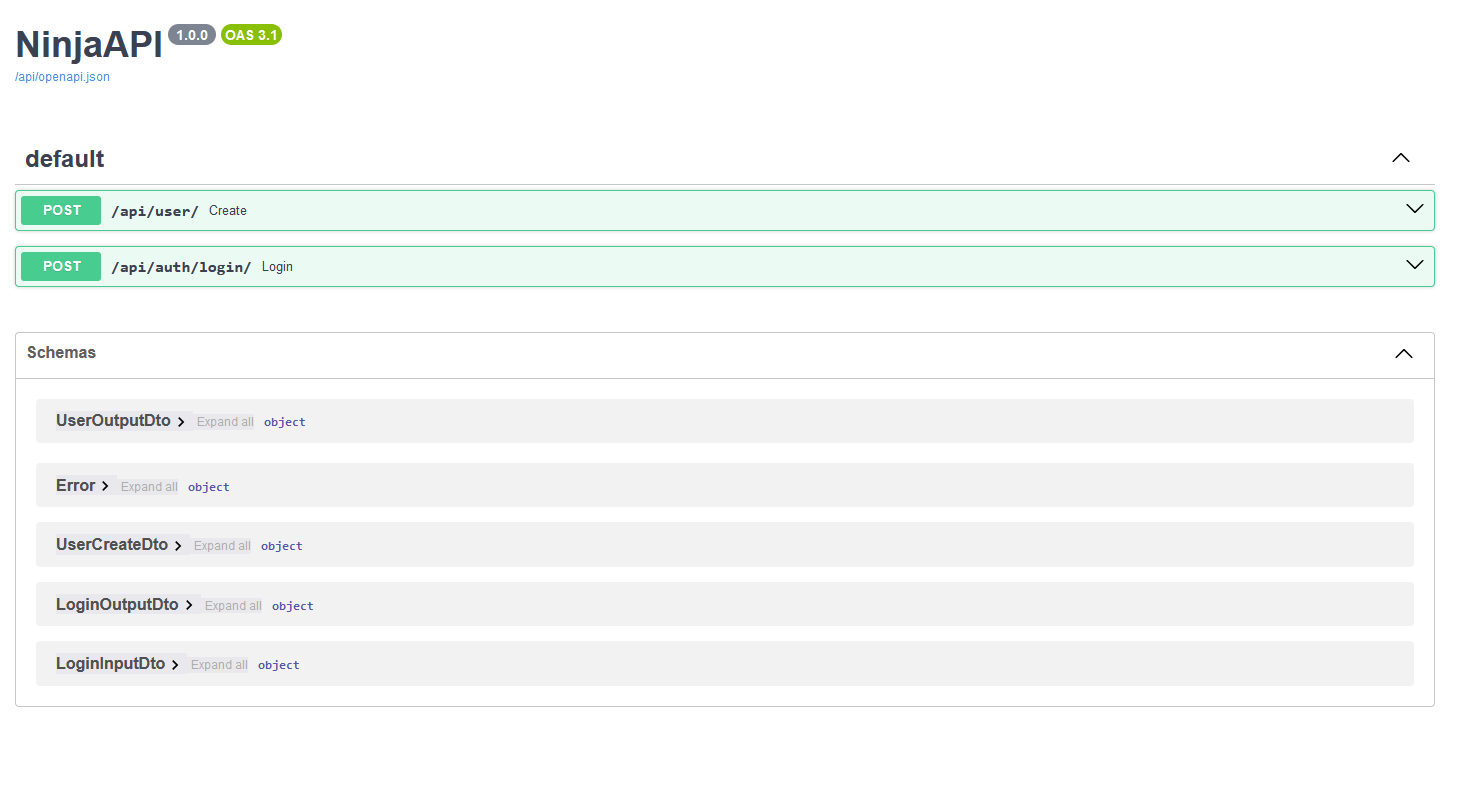 NinjaAPI 1.0.0 OAS 3.1
/api/openapi.json
default
POST /api/user/ Create
POST /api/auth/login/ Login
Schemas
UserOutputDto Expand all object
Error Expand all object
UserCreateDto Expand all object
LoginOutputDto Expand all object
LoginInputDto Expand all object